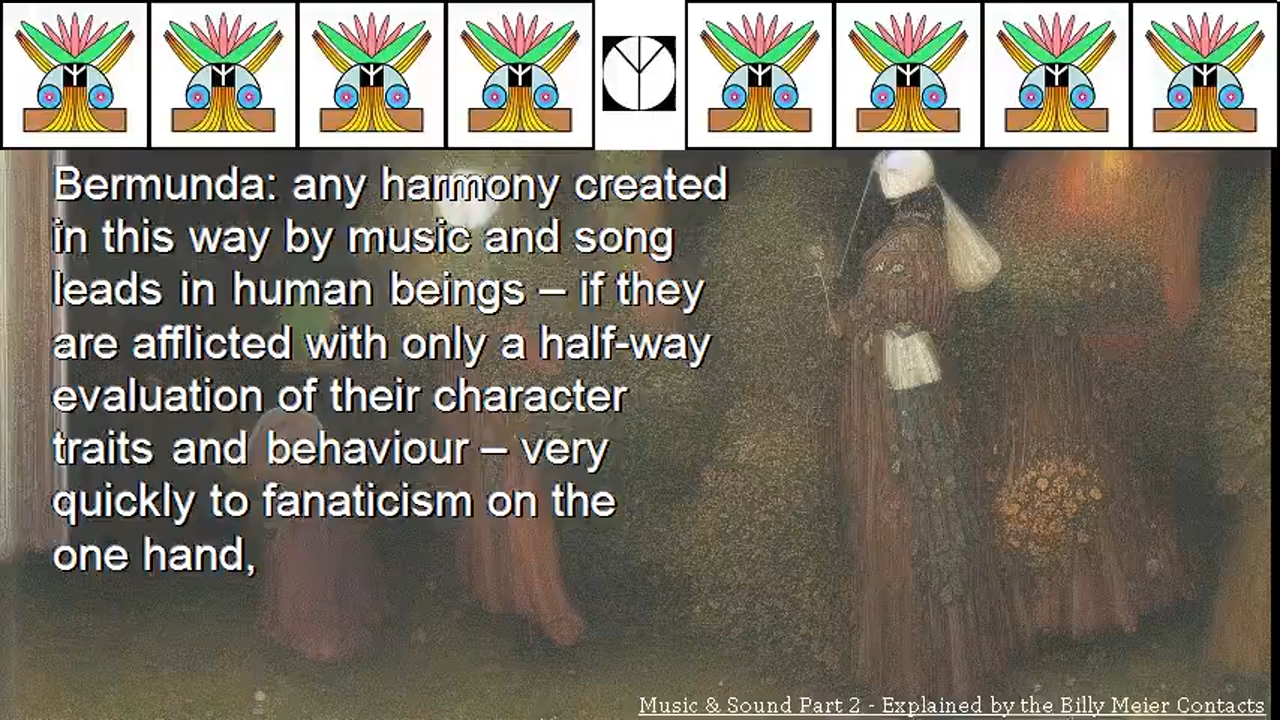 Bermunda: any harmony created
in this way by music and song
leads in human beings – if they
are afflicted with only a half-way
evaluation of their character
traits and behaviour – very
quickly to fanaticism on the
one hand,
Music & Sound Part 2 - Explained by the Billy Meier Contacts